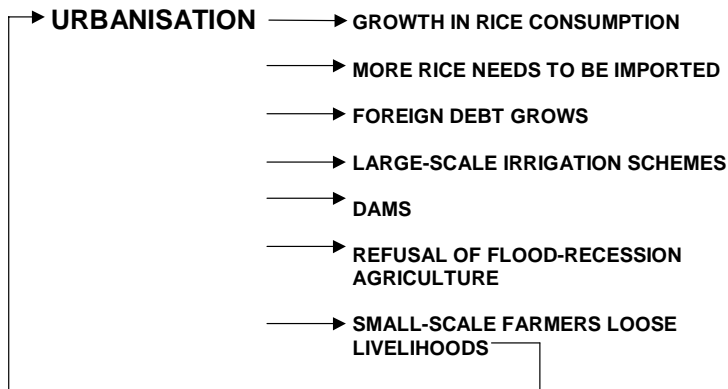 URBANISATION
GROWTH IN RICE CONSUMPTION
MORE RICE NEEDS TO BE IMPORTED
FOREIGN DEBT GROWS
LARGE-SCALE IRRIGATION SCHEMES
DAMS
REFUSAL OF FLOOD-RECESSION
AGRICULTURE
SMALL-SCALE FARMERS LOOSE
LIVELIHOODS